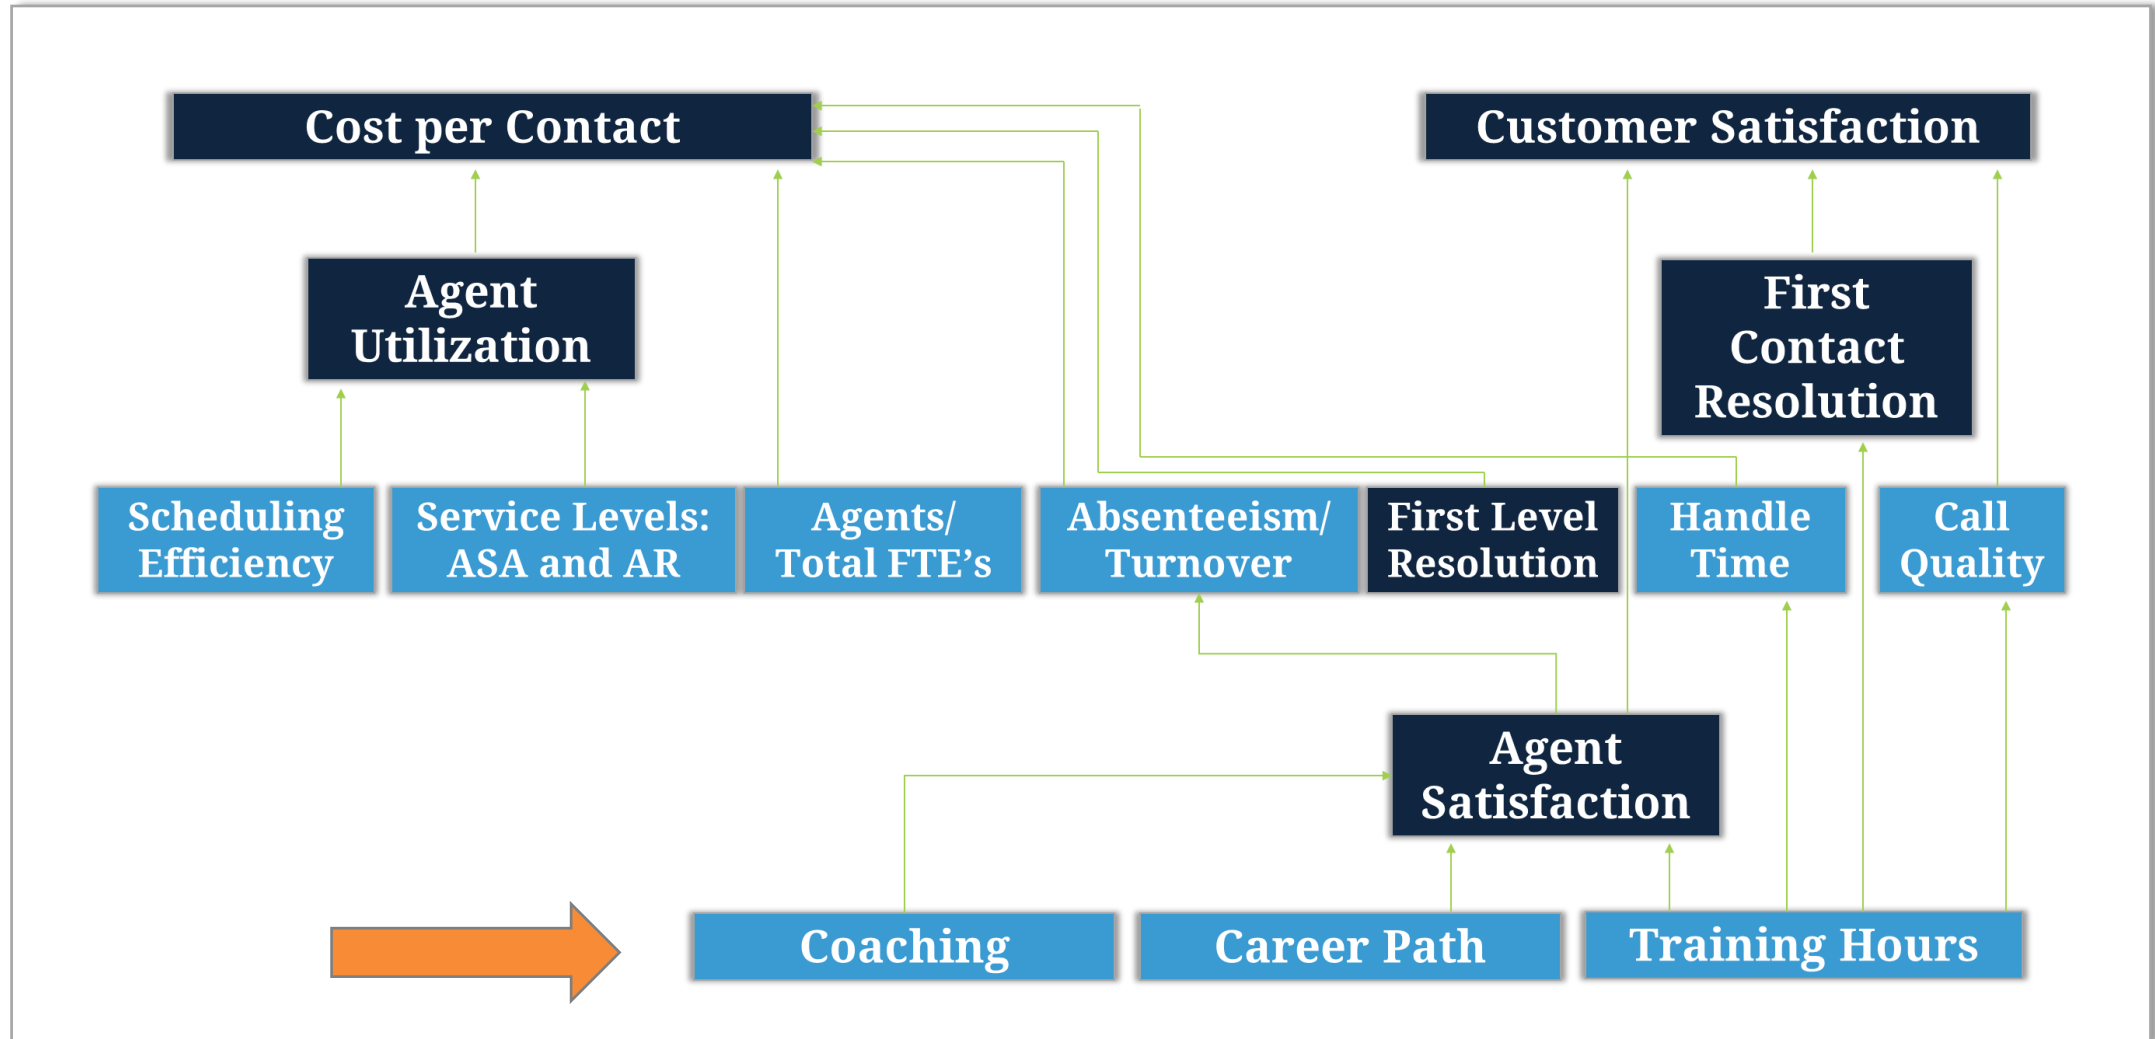 Cost per Contact
Customer Satisfaction
Agent
Utilization
First
Contact
Resolution
Scheduling
Efficiency
Service Levels:
ASA and AR
Agents/
Total FTE’s
Absenteeism/
Turnover
First Level
Resolution
Handle
Time
Call
Quality
Agent
Satisfaction
Coaching
Career Path
Training Hours